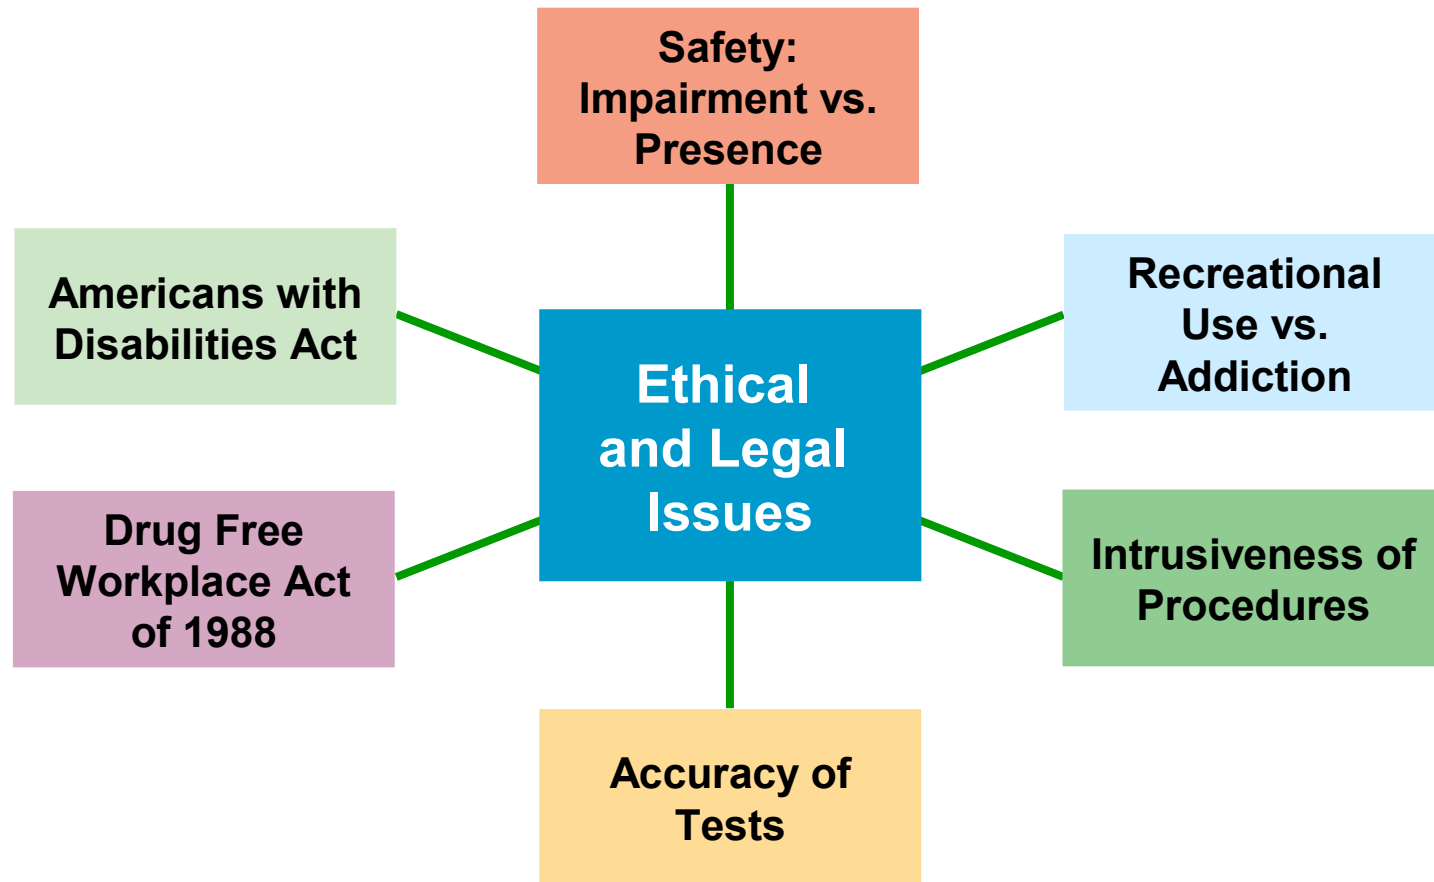 Safety:
Impairment vs.
Presence
Americans with
Disabilities Act
Recreational
Use vs.
Addiction
Ethical
and Legal
Issues
Drug Free
Workplace Act
of 1988
Intrusiveness of
Procedures
Accuracy of
Tests